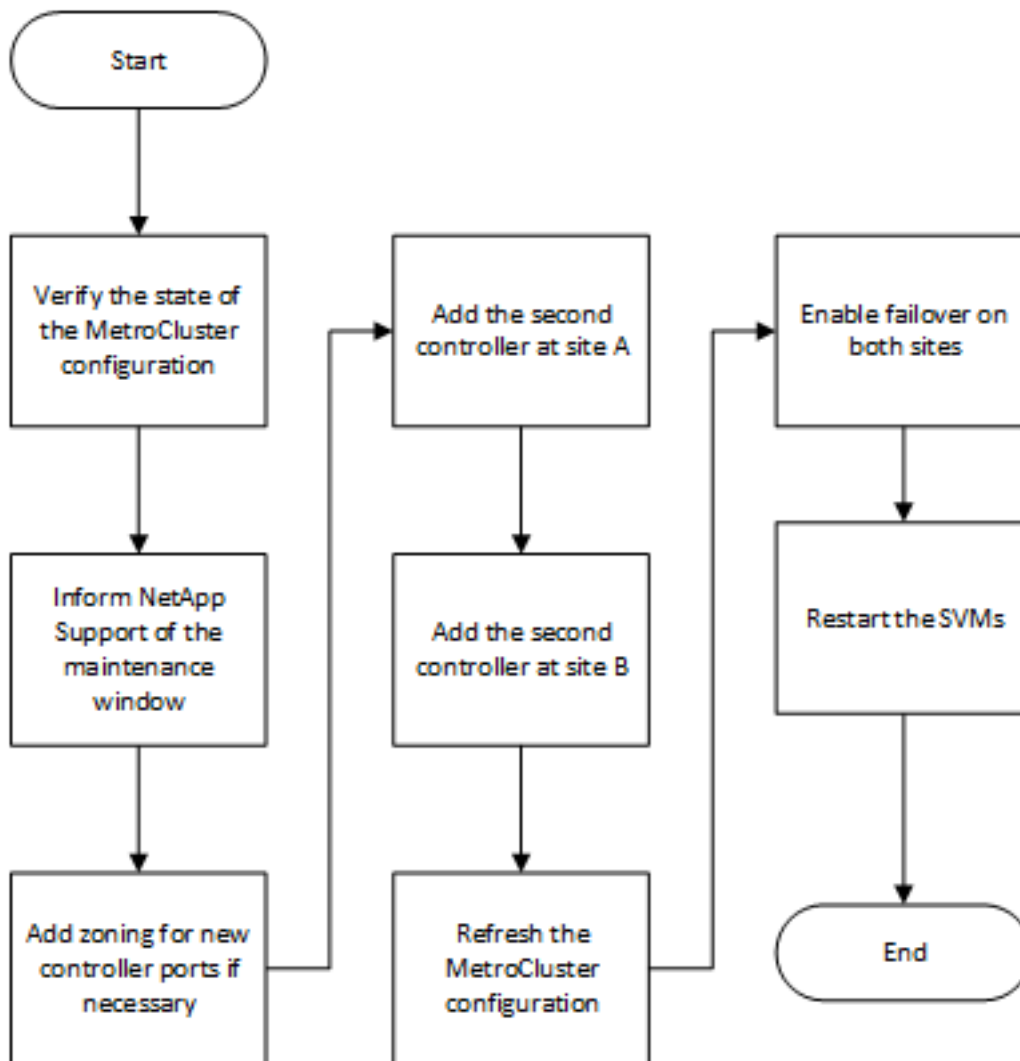 Start
Verify the state of
the MetroCluster
configuration
Inform NetApp
Support of the
maintenance
window
Add zoning for new
controller ports if
necessary
Add the second
controller at site A
Add the second
controller at site B
Refresh the
MetroCluster
configuration
Enable failover on
both sites
Restart the SVMs
End